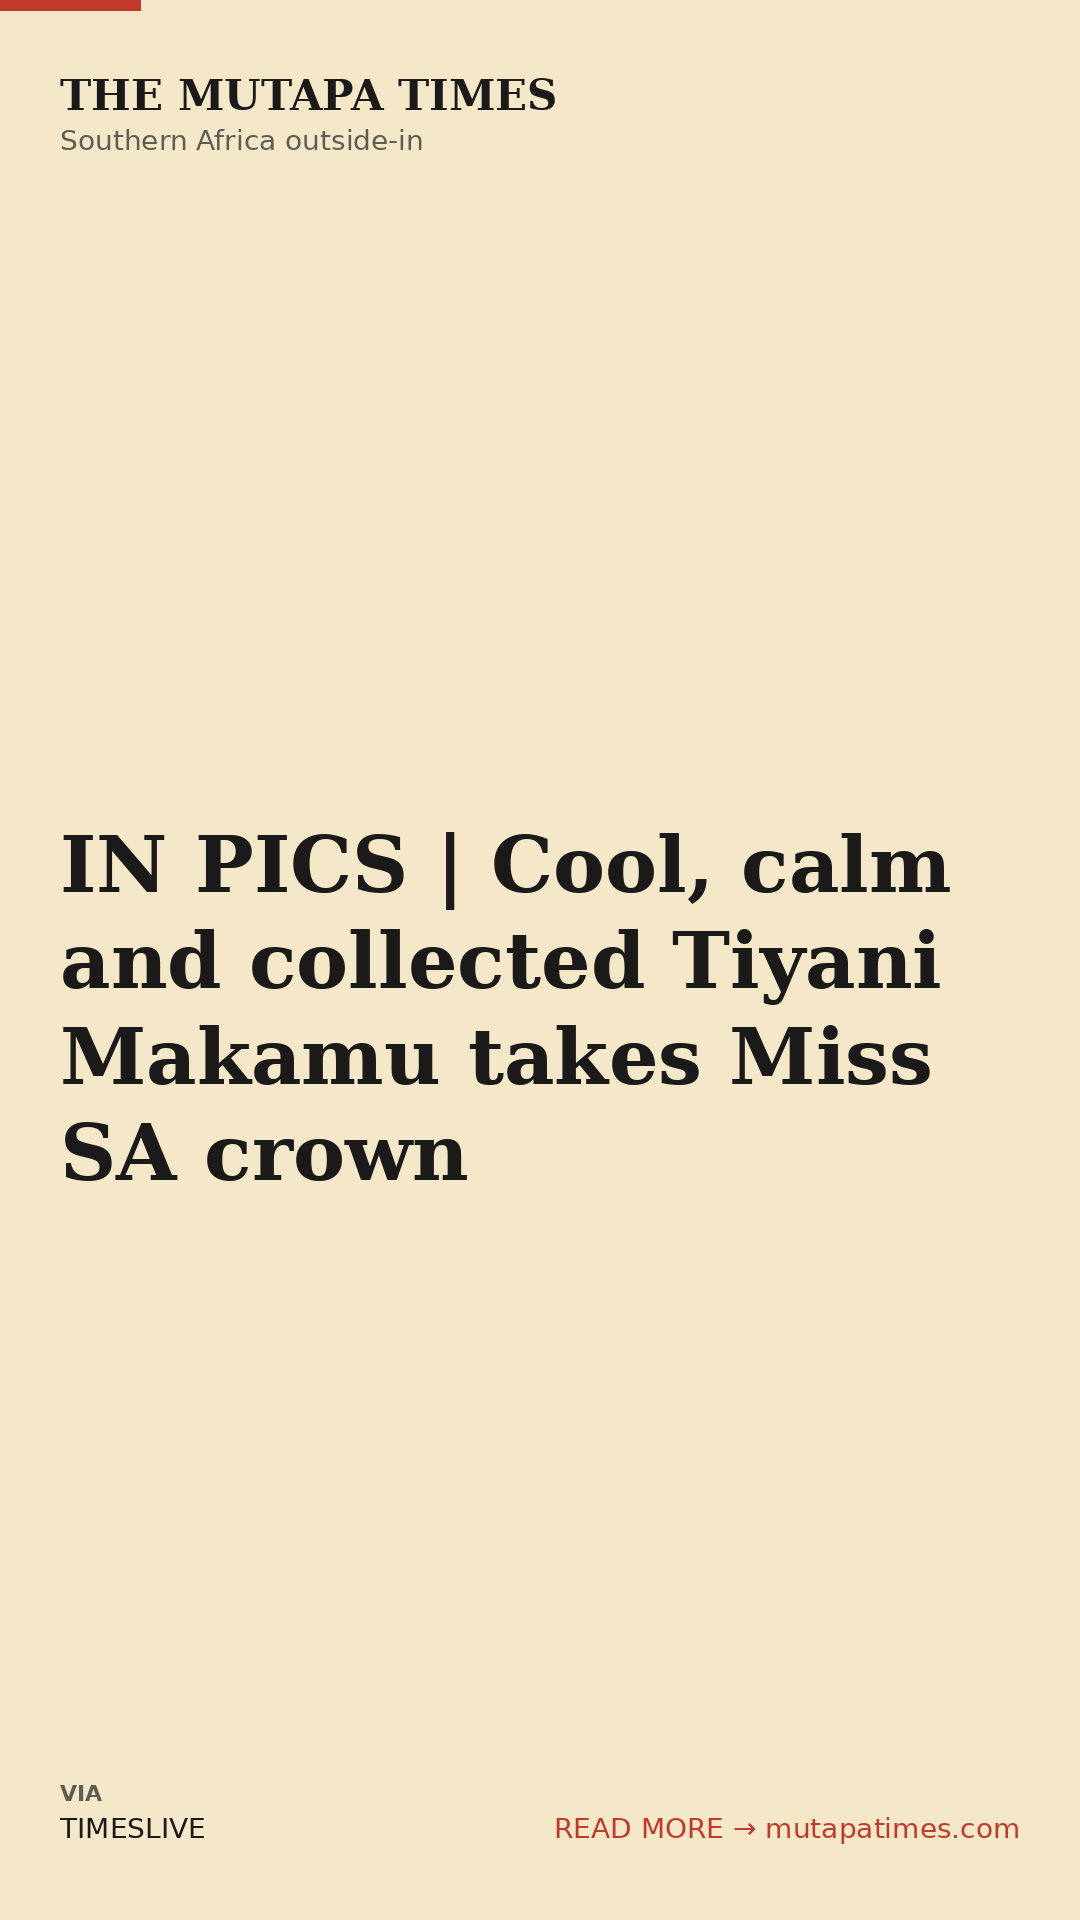 THE MUTAPA TIMES
Southern Africa outside-in
IN PICS | Cool, calm
and collected Tiyani
Makamu takes Miss
SA crown
VIA
TIMESLIVE
READ MORE → mutapatimes.com